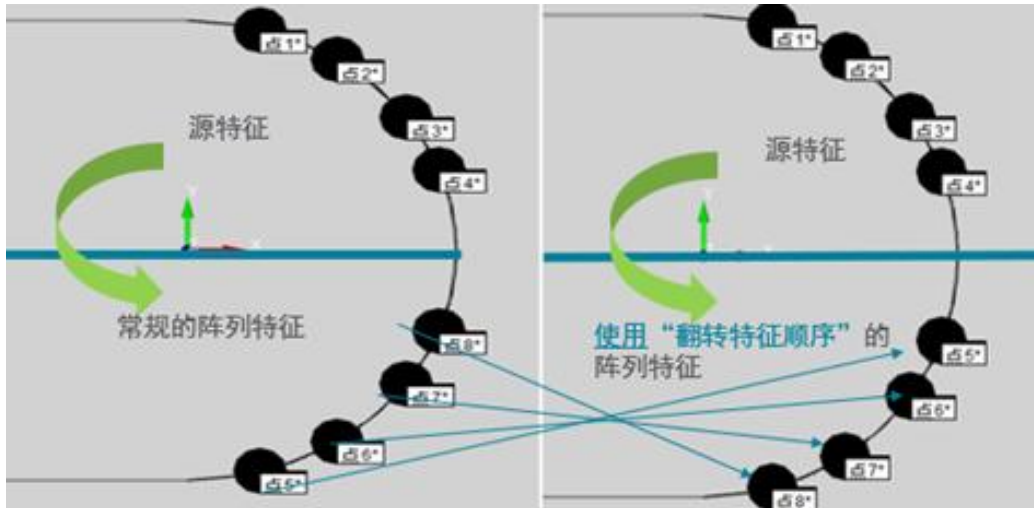 点1*
点2*
点3*
点4*
源特征
Y
X
常规的阵列特征
点8*
点7*
点6*
点5*
点1*
点2*
点3*
点4*
源特征
Y
X
使用“翻转特征顺序”的
阵列特征
点5*
点6*
点7*
点8*